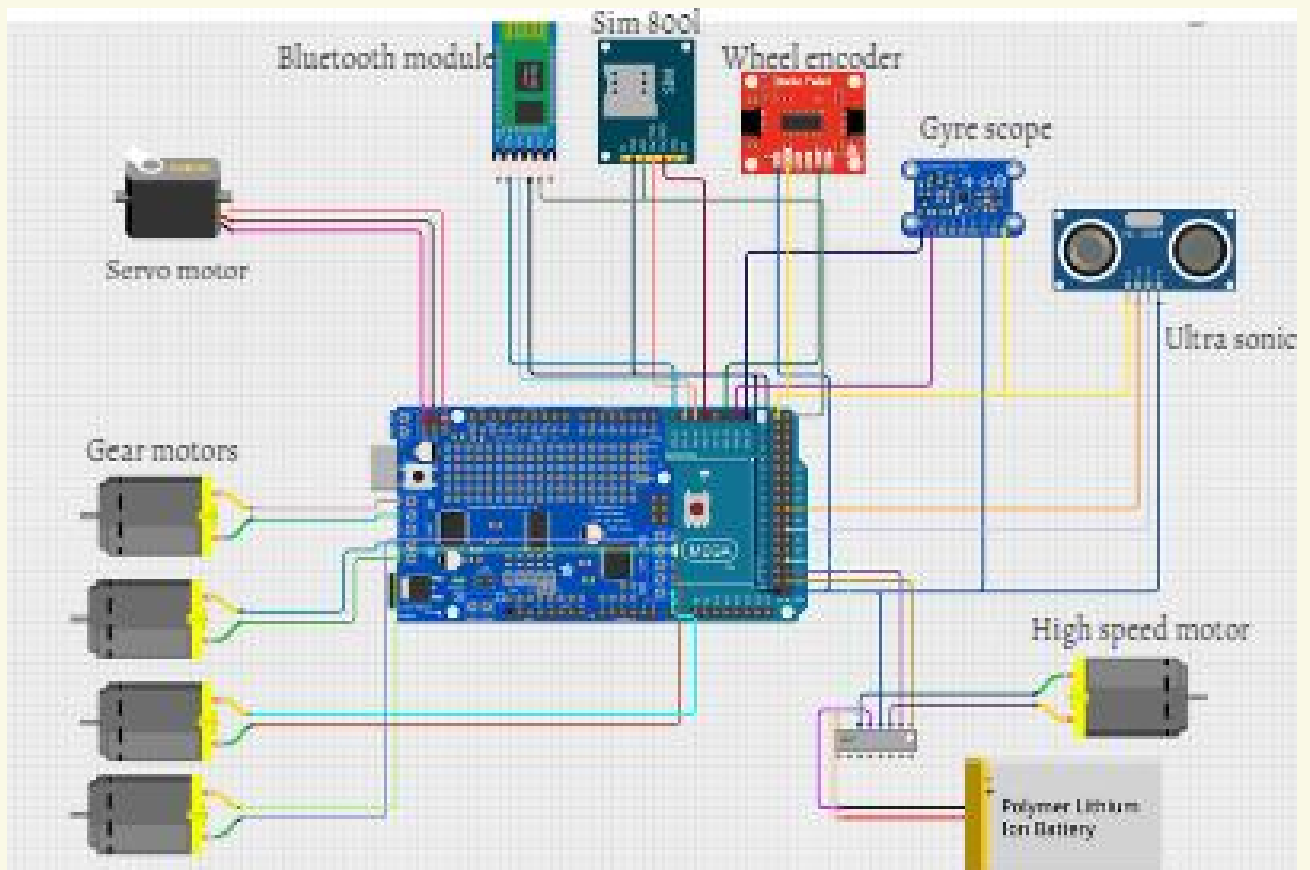 Sim 800l
Bluetooth module
Wheel encoder
Gyre scope
Servo motor
Ultra sonic
Gear motors
MEGA
High speed motor
Polymer Lithium
Ion Battery